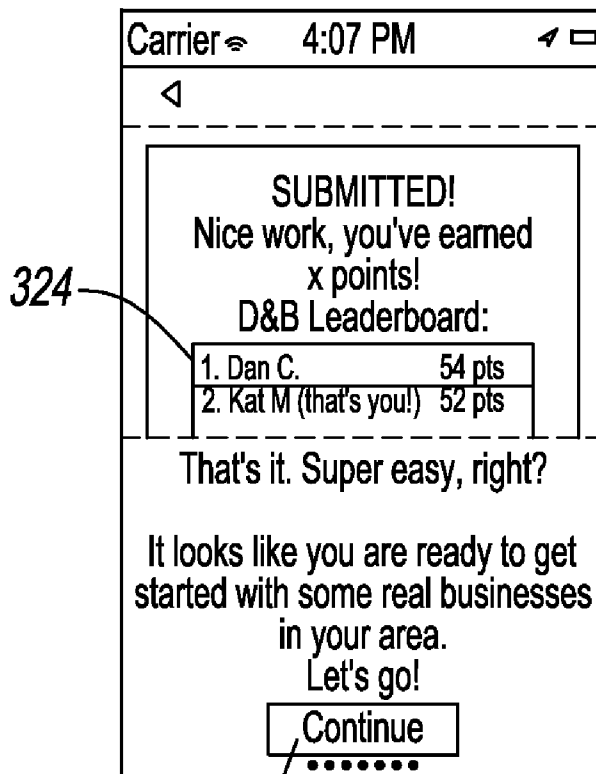 Carrier 4:07 PM
SUBMITTED!
Nice work, you've earned
x points!
D&B Leaderboard:
324
1. Dan C. 54 pts
2. Kat M (that's you!) 52 pts
That's it. Super easy, right?
It looks like you are ready to get
started with some real businesses
in your area.
Let's go!
Continue